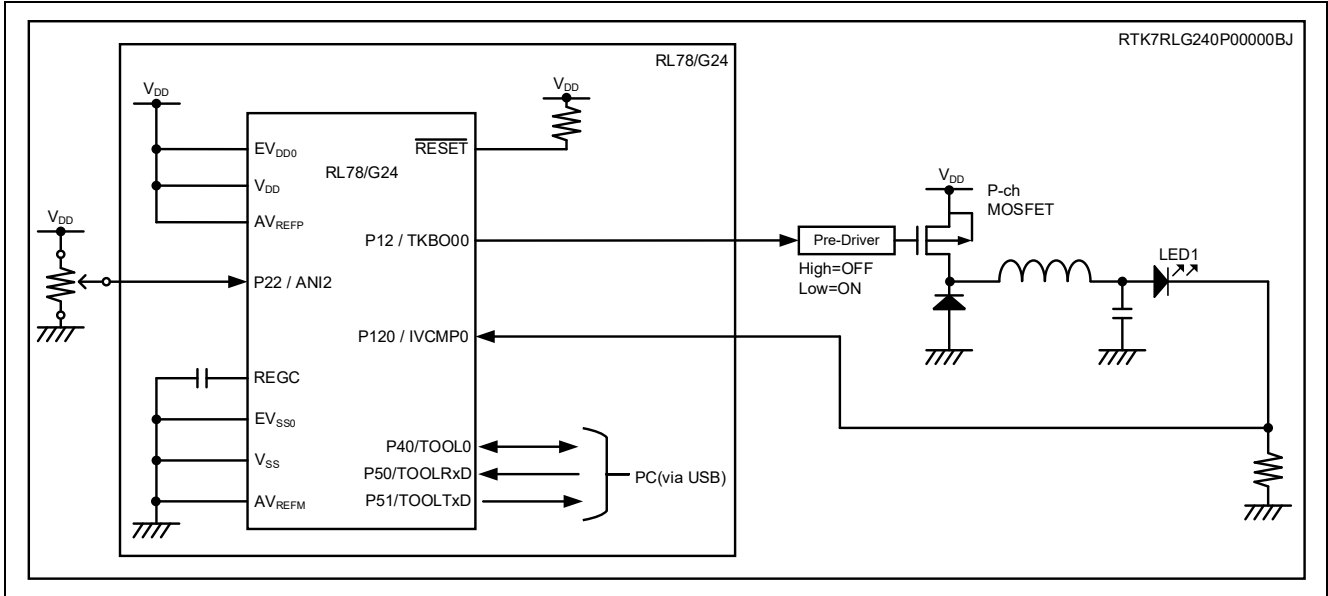 RTK7RLG240P00000BJ
RL78/G24
VDD
VDD
EVDD0
RESET
RL78/G24
VDD
VDD
P-ch
MOSFET
VDD
AVREFP
P12 / TKBO00
Pre-Driver
High=OFF
Low=ON
LED1
P22 / ANI2
P120 / IVCMP0
REGC
EVSS0
P40/TOOL0
VSS
P50/TOOLRxD
PC(via USB)
AVREFM
P51/TOOLTxD